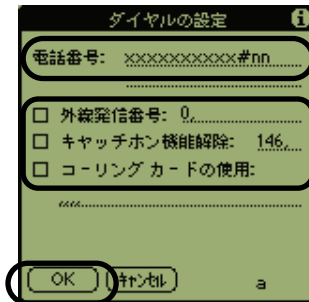 ダイヤルの設定 i
電話番号: xxxxxxxxxx#nn
外線発信番号: 0,
キャッチホン機能解除: 146,
コーリング カードの使用:
,,,,
OK キャンセル a